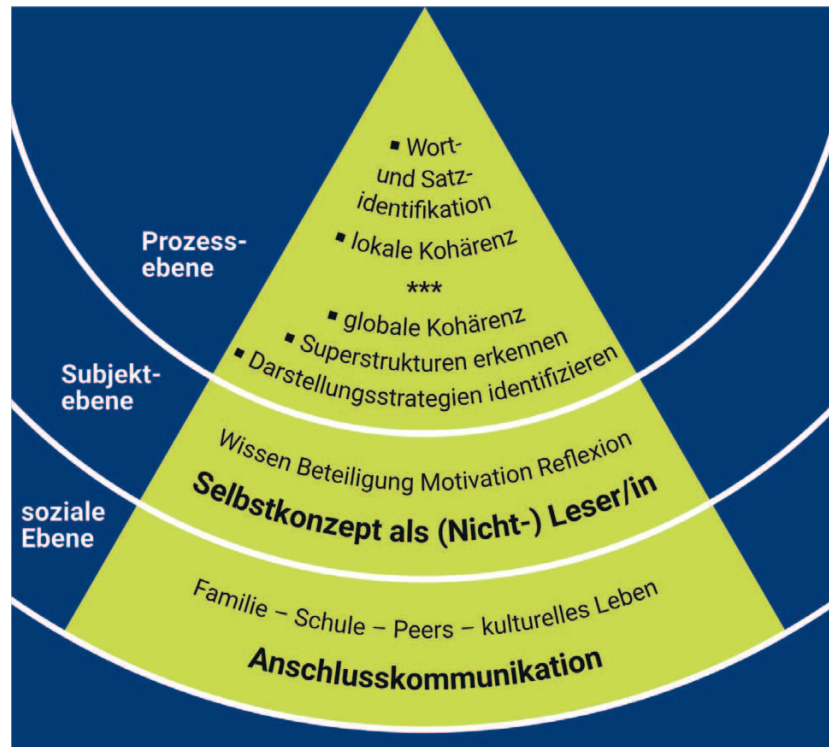 ▪ Wort-
und Satz-
identifikation
▪ lokale Kohärenz
***
▪ globale Kohärenz
▪ Superstrukturen erkennen
▪ Darstellungsstrategien identifizieren
Prozess-
ebene
Wissen Beteiligung Motivation Reflexion
Selbstkonzept als (Nicht-) Leser/in
Subjekt-
ebene
Familie – Schule – Peers – kulturelles Leben
Anschlusskommunikation
soziale
Ebene